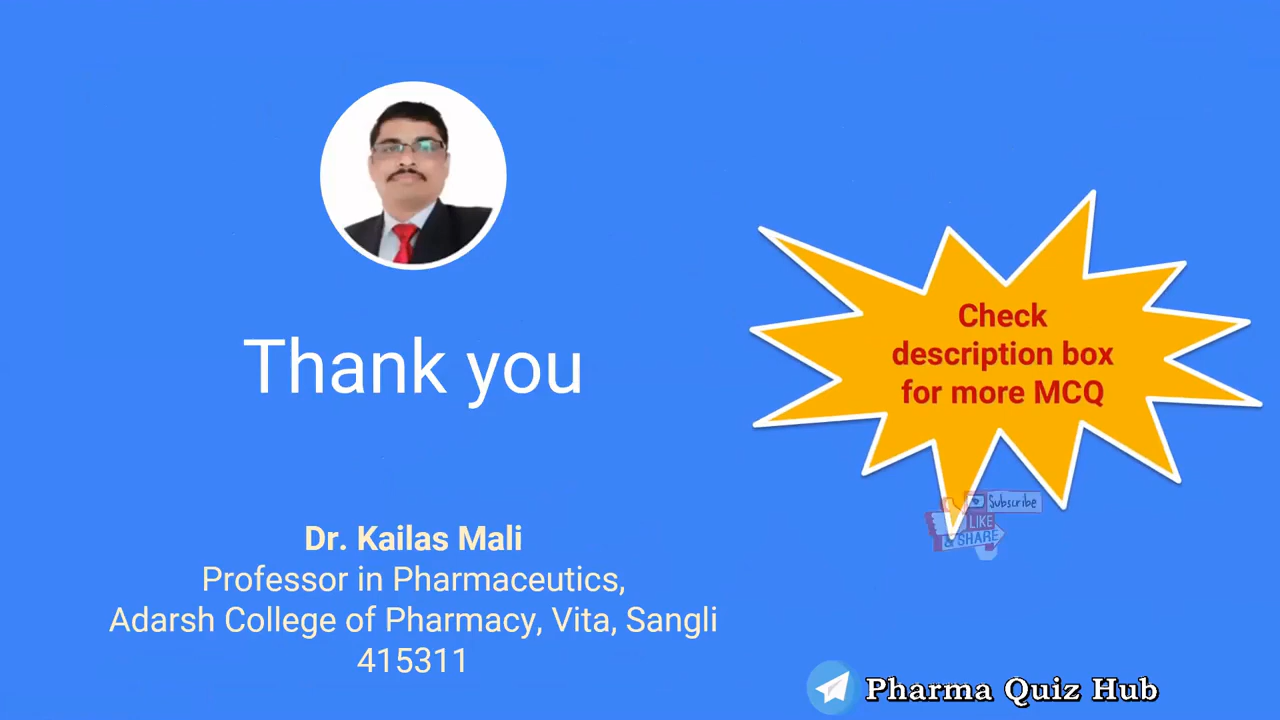 Thank you
Dr. Kailas Mali
Professor in Pharmaceutics,
Adarsh College of Pharmacy, Vita, Sangli
415311
Check
description box
for more MCQ
Subscribe
LIKE
& SHARE
Pharma Quiz Hub